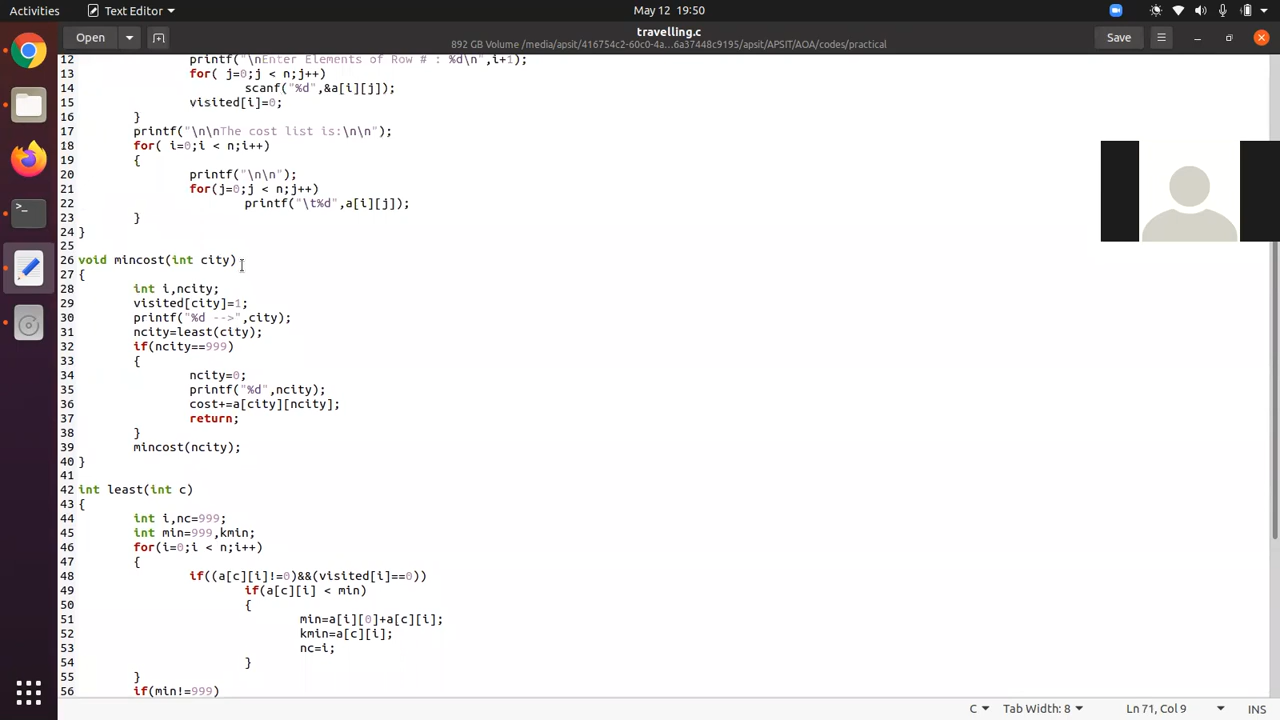 Activities
Text Editor
May 12 19:50
Open
travelling.c
892 GB Volume /media/apsit/416754c2-60c0-4a…6a37448c9195/apsit/APSIT/AOA/codes/practical
Save
12 printf("\nEnter Elements of Row # : %d\n",i+1);
13 for( j=0;j < n;j++)
14 scanf("%d",&a[i][j]);
15 visited[i]=0;
16 }
17 printf("\n\nThe cost list is:\n\n");
18 for( i=0;i < n;i++)
19 {
20 printf("\n\n");
21 for(j=0;j < n;j++)
22 printf("\t%d",a[i][j]);
23 }
24 }
25
26 void mincost(int city)
27 {
28 int i,ncity;
29 visited[city]=1;
30 printf("%d -->",city);
31 ncity=least(city);
32 if(ncity==999)
33 {
34 ncity=0;
35 printf("%d",ncity);
36 cost+=a[city][ncity];
37 return;
38 }
39 mincost(ncity);
40 }
41
42 int least(int c)
43 {
44 int i,nc=999;
45 int min=999,kmin;
46 for(i=0;i < n;i++)
47 {
48 if((a[c][i]!=0)&&(visited[i]==0))
49 if(a[c][i] < min)
50 {
51 min=a[i][0]+a[c][i];
52 kmin=a[c][i];
53 nc=i;
54 }
55 }
56 if(min!=999)
C
Tab Width: 8
Ln 71, Col 9
INS